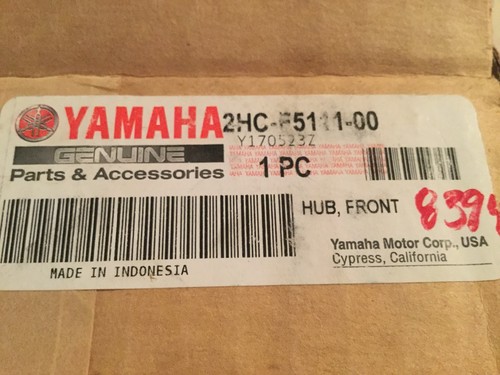 YAMAHA 2HC-F5111-00
Y170523Z
GENUINE 1 PC
Parts & Accessories
HUB, FRONT 8394
Yamaha Motor Corp., USA
Cypress, California
MADE IN INDONESIA